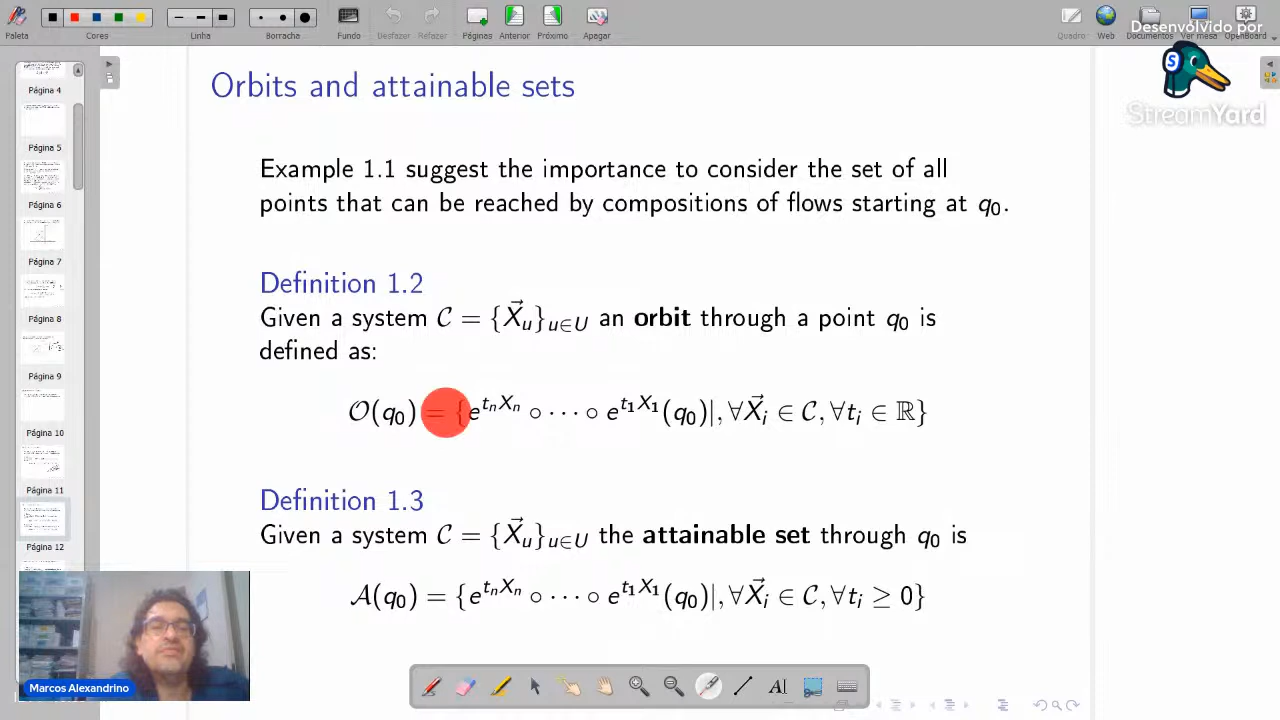 Paleta
Cores
Linha
Borracha
Fundo
Desfazer
Refazer
Páginas
Anterior
Próximo
Apagar
Quadro
Web
Documentos
Ver mesa
OpenBoard
Desenvolvido por
S
StreamYard
Página 4
Página 5
Página 6
Página 7
Página 8
Página 9
Página 10
Página 11
Página 12
Orbits and attainable sets
Example 1.1 suggest the importance to consider the set of all
points that can be reached by compositions of flows starting at q₀.
Definition 1.2
Given a system 𝒞 = {X⃗ᵤ}ᵤ∈U an orbit through a point q₀ is
defined as:
𝒪(q₀) = {e^{tₙXₙ} ∘ ⋯ ∘ e^{t₁X₁}(q₀)|, ∀X⃗ᵢ ∈ 𝒞, ∀tᵢ ∈ ℝ}
Definition 1.3
Given a system 𝒞 = {X⃗ᵤ}ᵤ∈U the attainable set through q₀ is
𝒜(q₀) = {e^{tₙXₙ} ∘ ⋯ ∘ e^{t₁X₁}(q₀)|, ∀X⃗ᵢ ∈ 𝒞, ∀tᵢ ≥ 0}
Marcos Alexandrino
AI